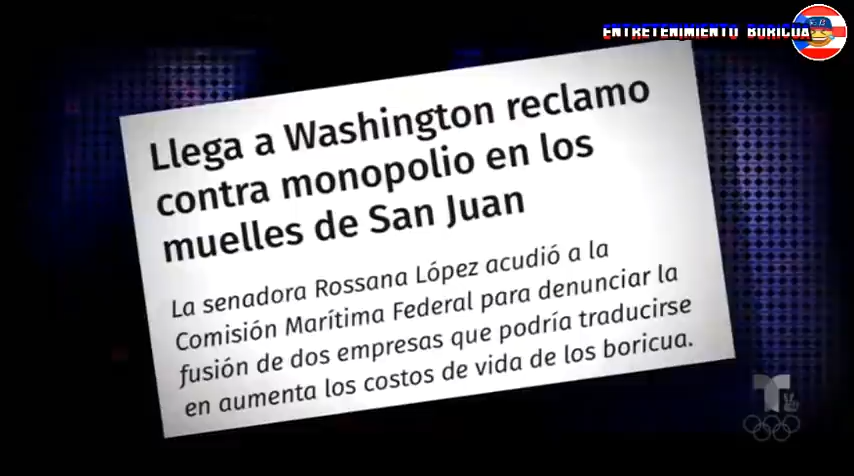 ENTRETENIMIENTO BORICUA
Llega a Washington reclamo
contra monopolio en los
muelles de San Juan
La senadora Rossana López acudió a la
Comisión Marítima Federal para denunciar la
fusión de dos empresas que podría traducirse
en aumenta los costos de vida de los boricua.